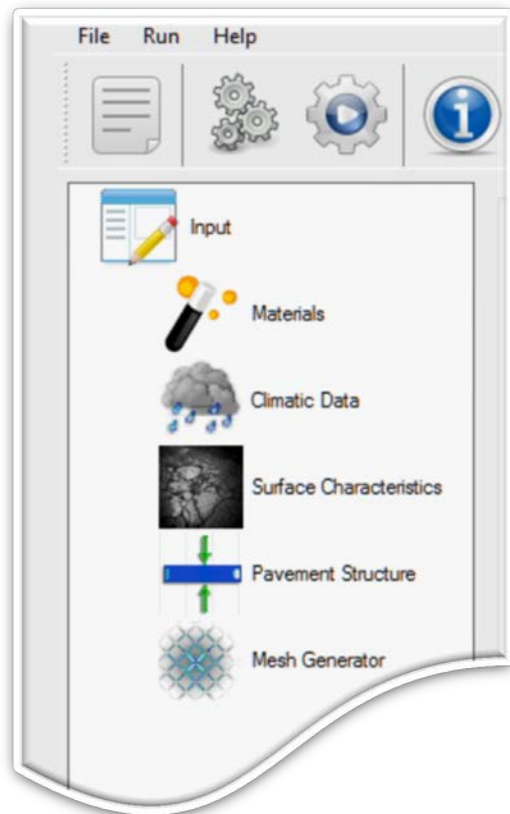 File Run Help
Input
Materials
Climatic Data
Surface Characteristics
Pavement Structure
Mesh Generator